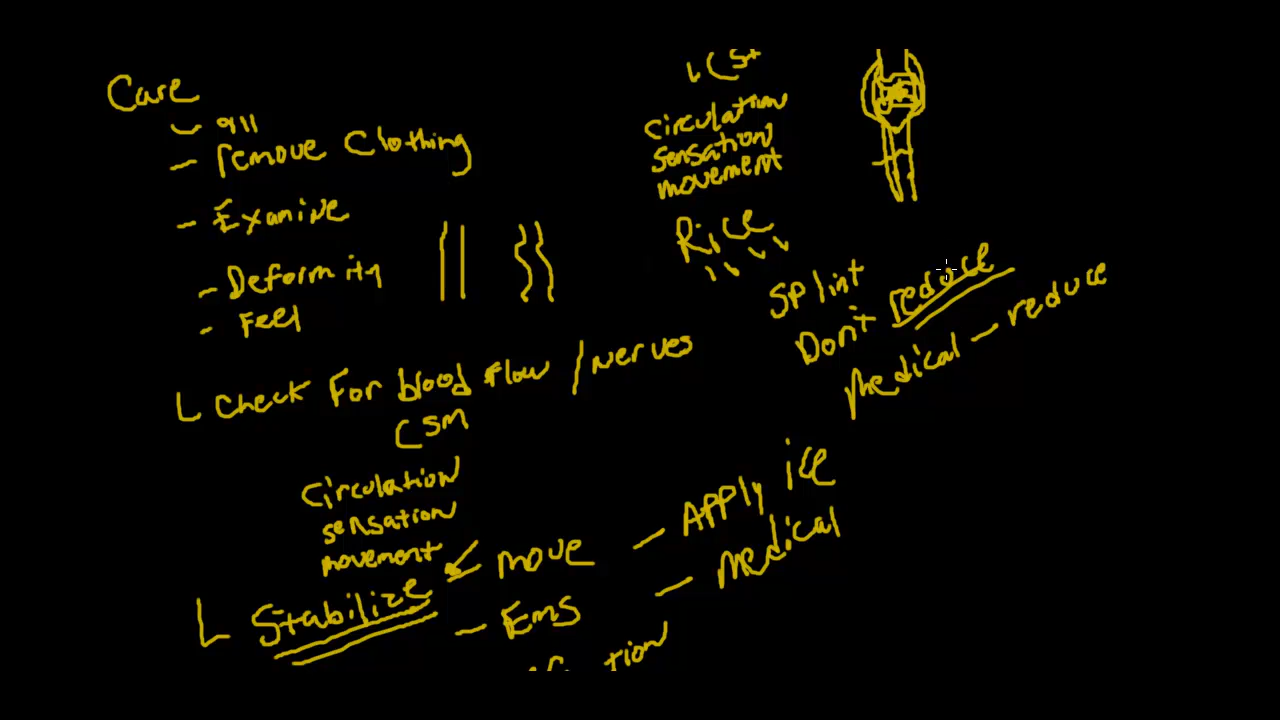 Care
- 911
- remove Clothing
- Examine
- Deformity
- Feel
Check For blood flow / nerves
CSM
circulation
sensation
movement
Stabilize
move
- EMS
- Apply ice
- medical
circulation
sensation
movement
Rice
Splint
Don't reduce
medical - reduce